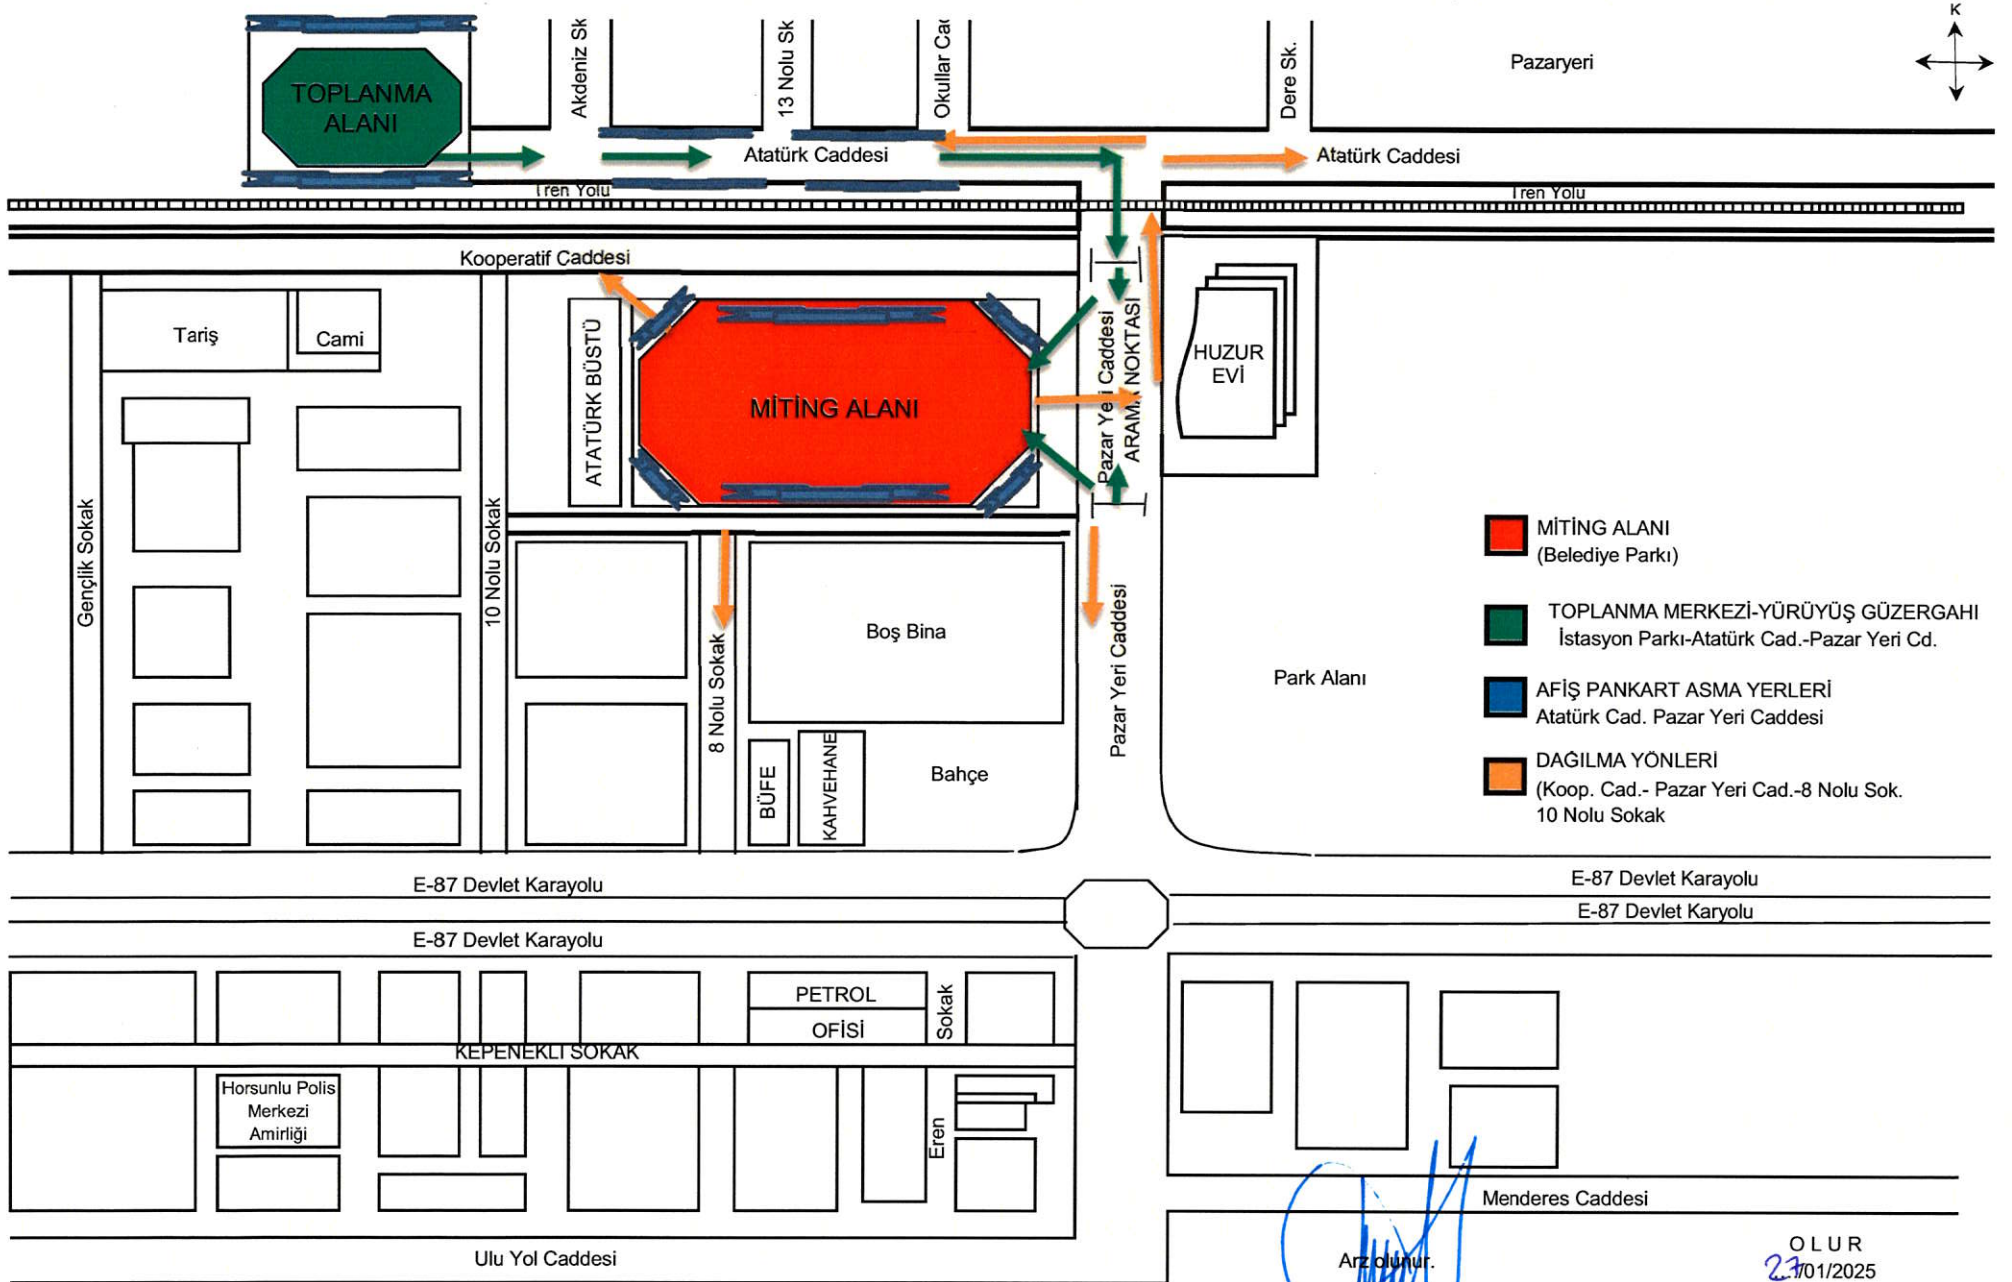 K
TOPLANMA
ALANI
Akdeniz Sk
13 Nolu Sk
Okullar Cad
Dere Sk.
Pazaryeri
Atatürk Caddesi
Atatürk Caddesi
Tren Yolu
Tren Yolu
Kooperatif Caddesi
Tariş
Cami
ATATÜRK BÜSTÜ
MİTİNG ALANI
Pazar Yeri Caddesi
ARAMA NOKTASI
HUZUR
EVİ
Gençlik Sokak
10 Nolu Sokak
8 Nolu Sokak
Boş Bina
Pazar Yeri Caddesi
Park Alanı
BÜFE
KAHVEHANE
Bahçe
MİTİNG ALANI
(Belediye Parkı)
TOPLANMA MERKEZİ-YÜRÜYÜŞ GÜZERGAHI
İstasyon Parkı-Atatürk Cad.-Pazar Yeri Cd.
AFİŞ PANKART ASMA YERLERİ
Atatürk Cad. Pazar Yeri Caddesi
DAĞILMA YÖNLERİ
(Koop. Cad.- Pazar Yeri Cad.-8 Nolu Sok.
10 Nolu Sokak
E-87 Devlet Karayolu
E-87 Devlet Karayolu
E-87 Devlet Karyolu
E-87 Devlet Karayolu
PETROL
OFİSİ
Sokak
KEPENEKLİ SOKAK
Horsunlu Polis
Merkezi
Amirliği
Eren
Menderes Caddesi
Ulu Yol Caddesi
Arz olunur.
OLUR
27/01/2025